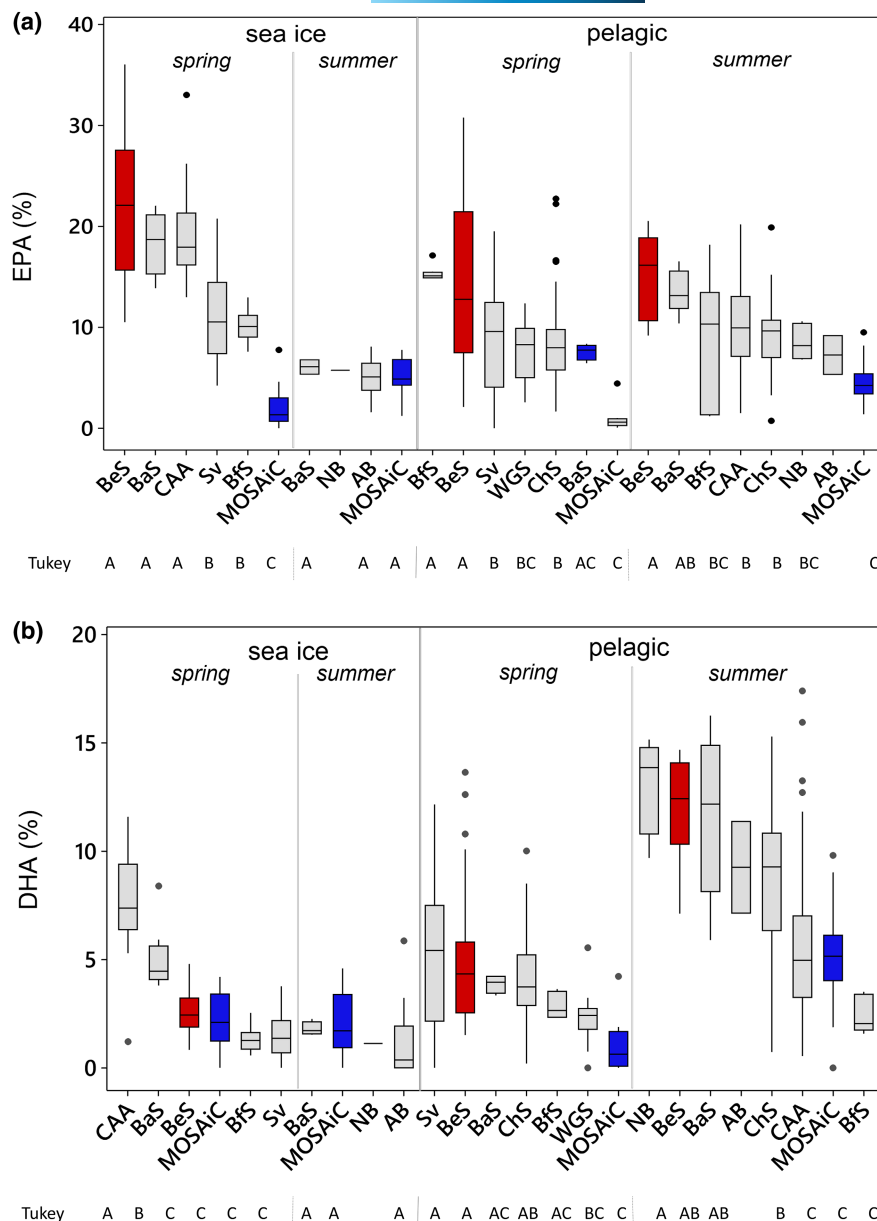 (a)
40
30
20
10
0
EPA (%)
sea ice pelagic
spring summer spring summer
BeS BaS CAA Sv BfS MOSAiC BaS NB AB MOSAiC BfS BeS Sv WGS ChS BaS MOSAiC BeS BaS BfS CAA ChS NB AB MOSAiC
Tukey A A A B B C A A A A A B BC B AC C A AB BC B B BC C
(b)
20
15
10
5
0
DHA (%)
sea ice pelagic
spring summer spring summer
CAA BaS BeS MOSAiC BfS Sv BaS MOSAiC NB AB Sv BeS BaS ChS BfS WGS MOSAiC NB BeS BaS AB ChS CAA MOSAiC BfS
Tukey A B C C C C A A A A A AC AB AC BC C A AB AB B C C C